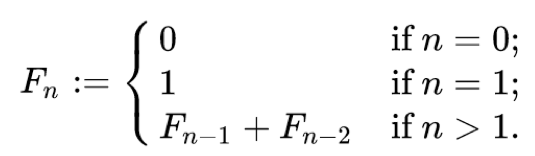 F_n := { 0 if n = 0;
1 if n = 1;
F_{n−1} + F_{n−2} if n > 1.